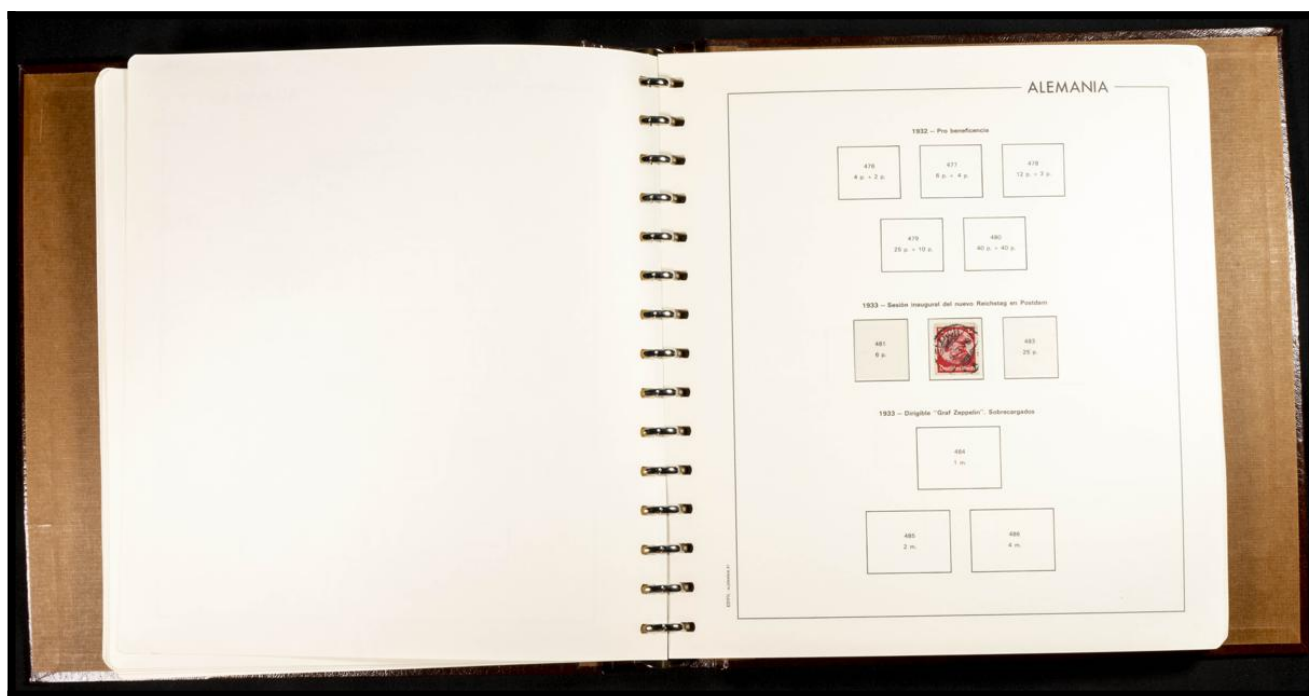 ALEMANIA
1932 – Pro beneficencia
476
4 p. + 2 p.
477
6 p. + 4 p.
478
12 p. + 3 p.
479
25 p. + 10 p.
480
40 p. + 40 p.
1933 – Sesión inaugural del nuevo Reichstag en Postdam
481
6 p.
483
25 p.
1933 – Dirigible "Graf Zeppelin". Sobrecargados
484
1 m.
485
2 m.
486
4 m.